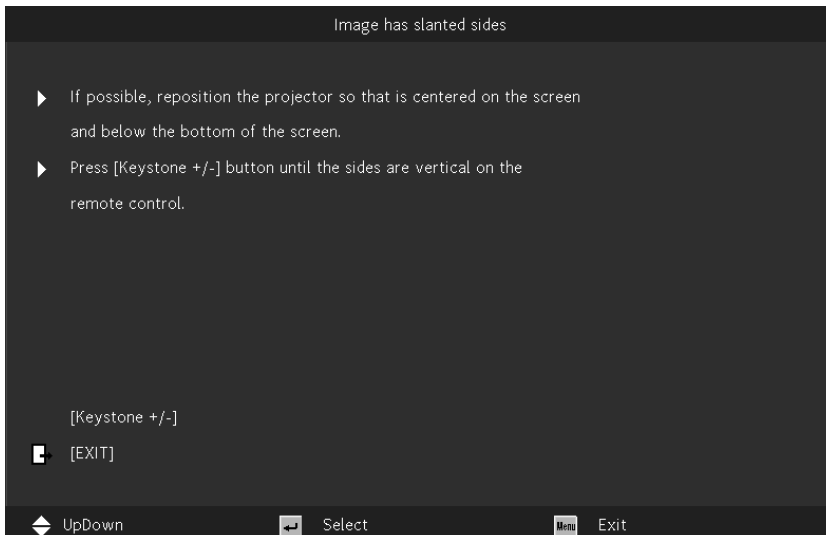 Image has slanted sides
If possible, reposition the projector so that is centered on the screen
and below the bottom of the screen.
Press [Keystone +/-] button until the sides are vertical on the
remote control.
[Keystone +/-]
[EXIT]
UpDown Select Menu Exit